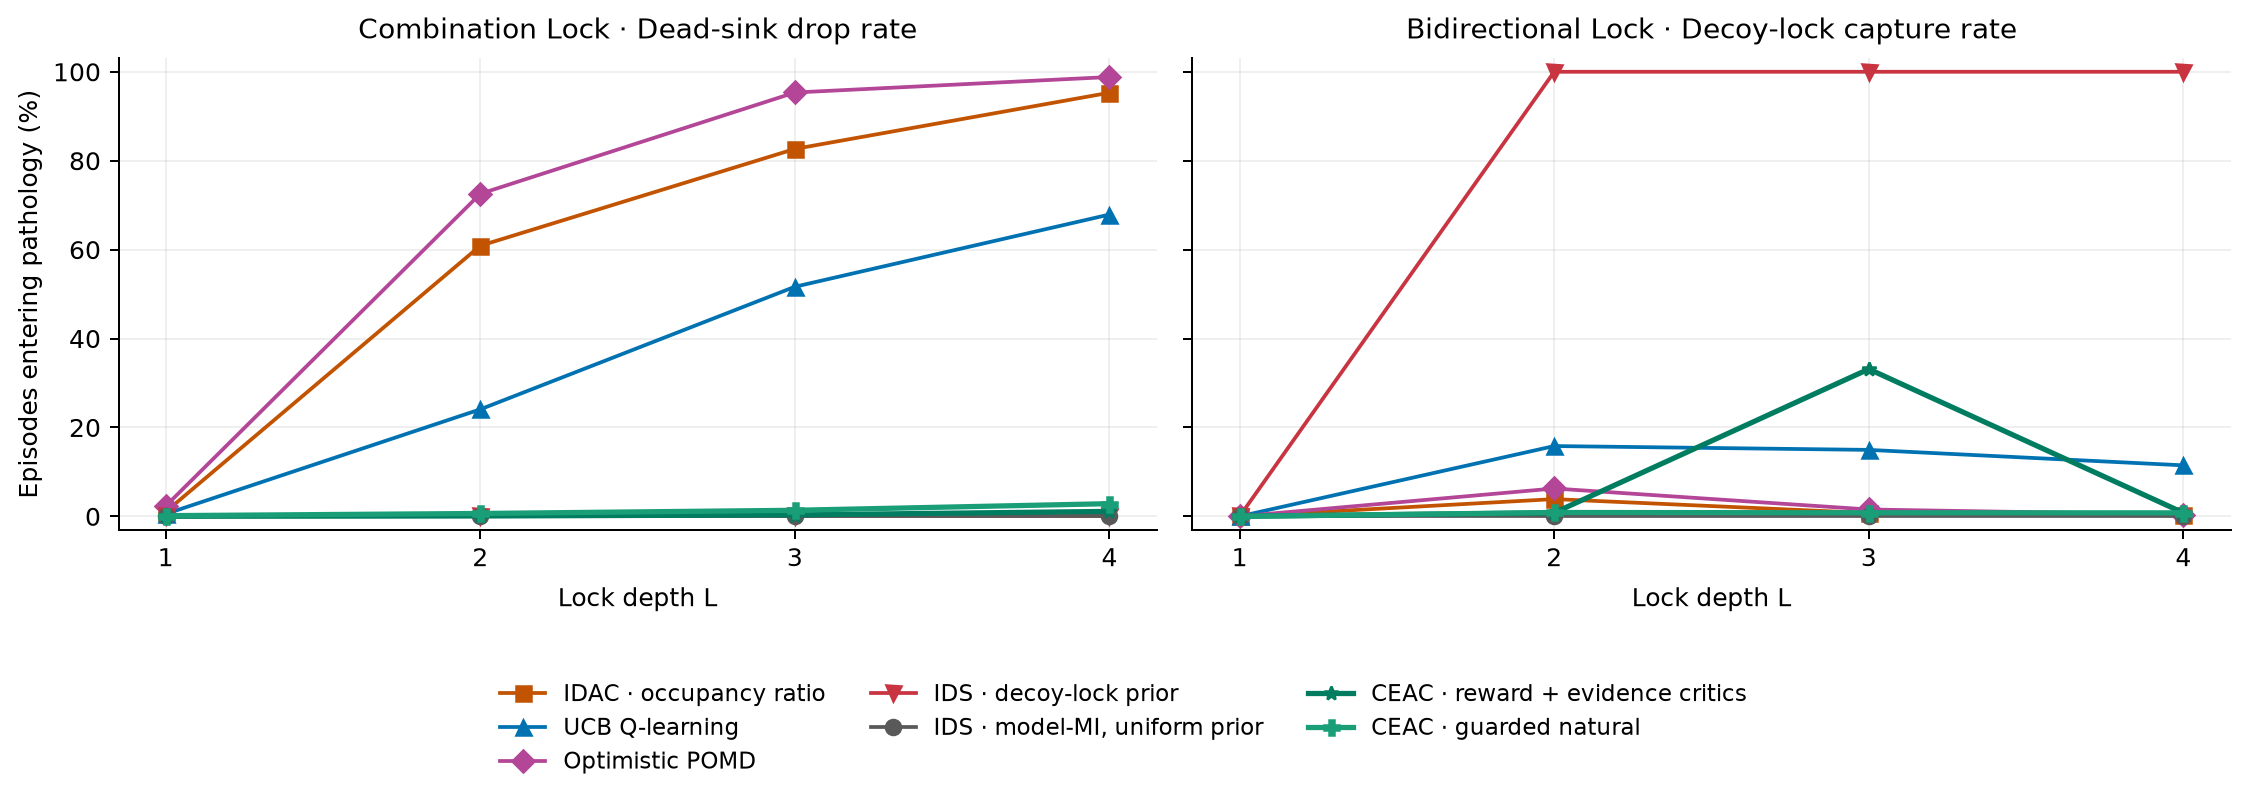 Combination Lock · Dead-sink drop rate
Bidirectional Lock · Decoy-lock capture rate
Episodes entering pathology (%)
100
80
60
40
20
0
1 2 3 4
1 2 3 4
Lock depth L
Lock depth L
IDAC · occupancy ratio
UCB Q-learning
Optimistic POMD
IDS · decoy-lock prior
IDS · model-MI, uniform prior
CEAC · reward + evidence critics
CEAC · guarded natural